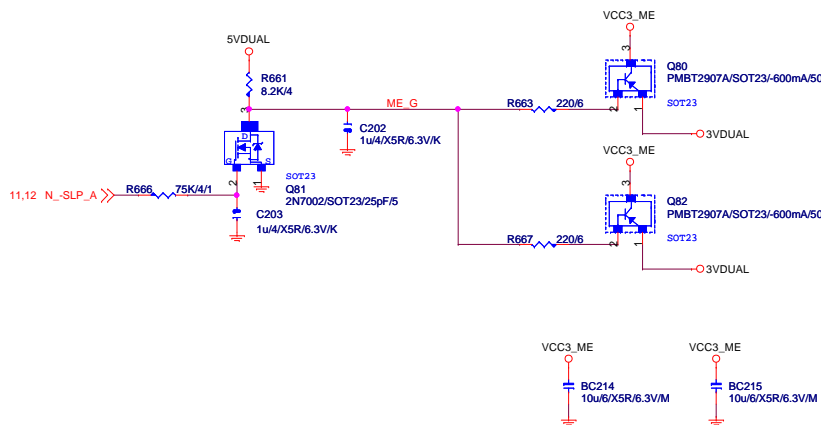 VCC3_ME
5VDUAL
3
Q80
PMBT2907A/SOT23/-600mA/50
SOT23
R661
8.2K/4
ME_G
R663
220/6
2
1
3VDUAL
3
D
G
S
C202
1u/4/X5R/6.3V/K
VCC3_ME
SOT23
2
1
Q81
2N7002/SOT23/25pF/5
3
Q82
PMBT2907A/SOT23/-600mA/50
SOT23
11,12 N_-SLP_A
R666
75K/4/1
C203
1u/4/X5R/6.3V/K
R667
220/6
2
1
3VDUAL
VCC3_ME
VCC3_ME
BC214
10u/6/X5R/6.3V/M
BC215
10u/6/X5R/6.3V/M